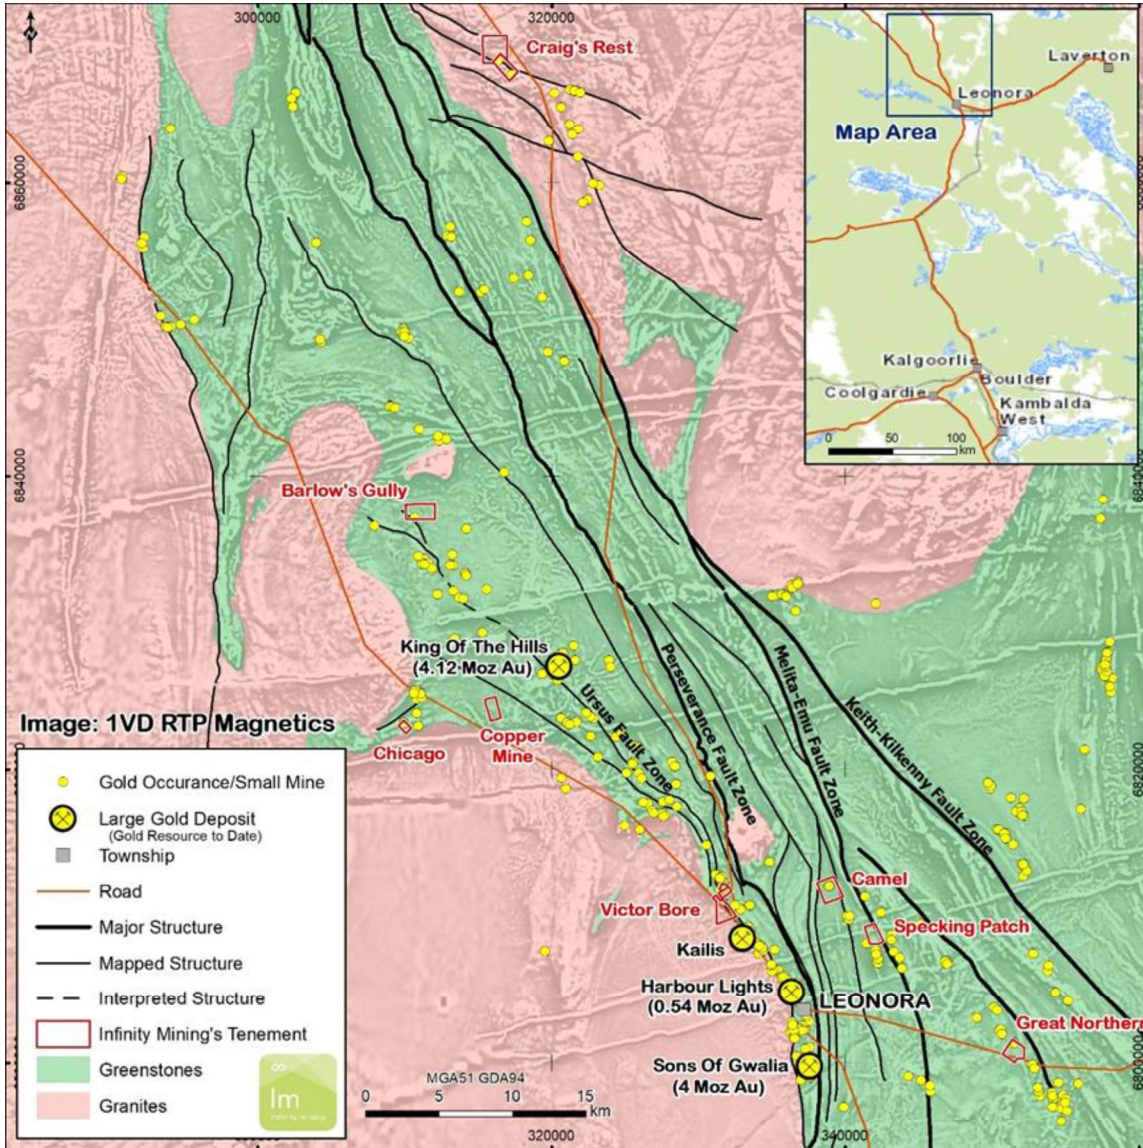 300000
320000
Craig's Rest
Laverton
Leonora
Map Area
6860000
Kalgoorlie
Boulder
Coolgardie
Kambalda
West
0 50 100
km
6840000
6840000
Barlow's Gully
King Of The Hills
(4.12 Moz Au)
Ursus Fault Zone
Perseverance Fault Zone
Melita-Emu Fault Zone
Keith-Kilkenny Fault Zone
Image: 1VD RTP Magnetics
Chicago
Copper
Mine
6820000
Gold Occurance/Small Mine
Large Gold Deposit
(Gold Resource to Date)
Township
Road
Major Structure
Mapped Structure
Interpreted Structure
Infinity Mining's Tenement
Greenstones
Granites
Im
Camel
Victor Bore
Specking Patch
Kailis
Harbour Lights
(0.54 Moz Au)
LEONORA
Great Northern
Sons Of Gwalia
(4 Moz Au)
6800000
MGA51 GDA94
0 5 10 15
km
320000
340000